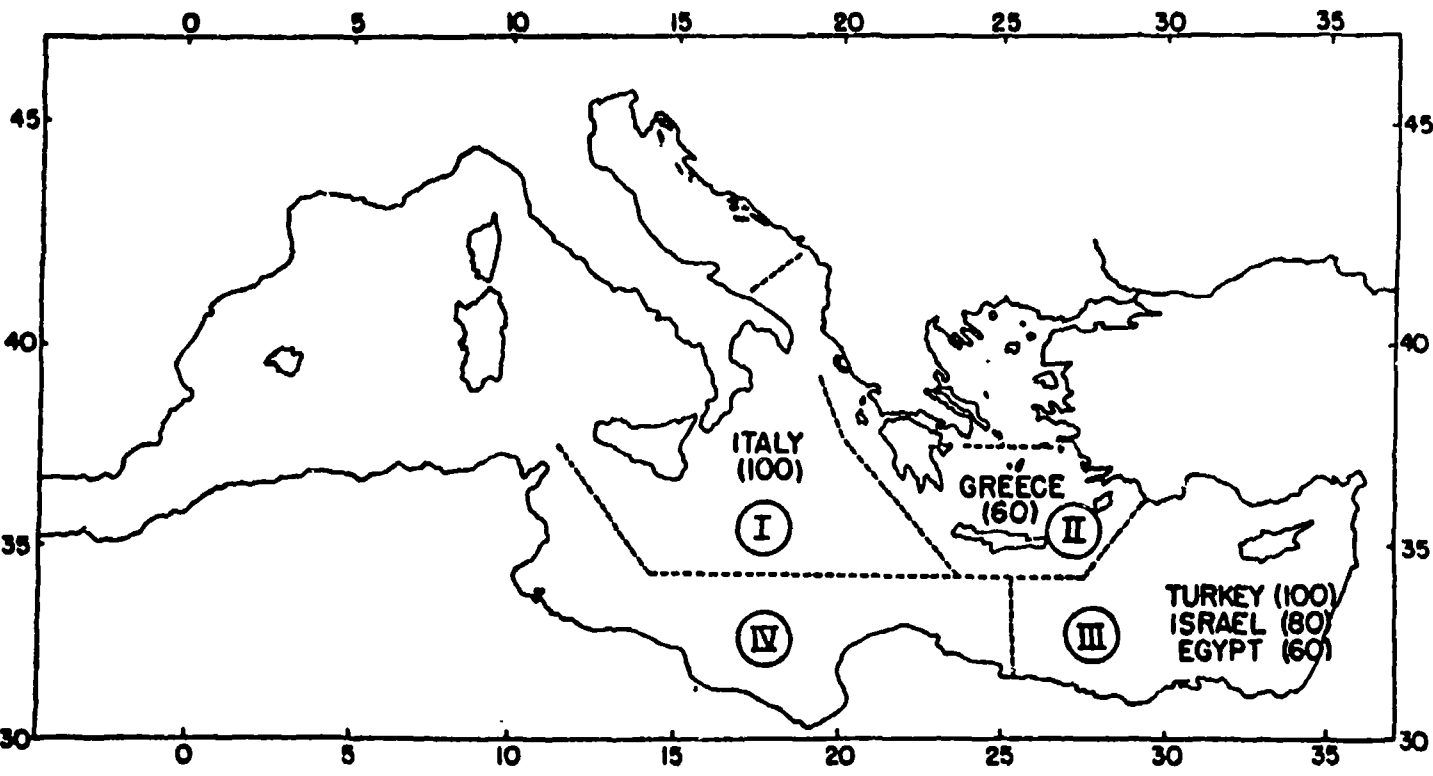 0 5 10 15 20 25 30 35
45 45
40 40
ITALY
(100)
GREECE
(60)
I II
35 35
TURKEY (100)
ISRAEL (80)
EGYPT (60)
IV III
30 30
0 5 10 15 20 25 30 35